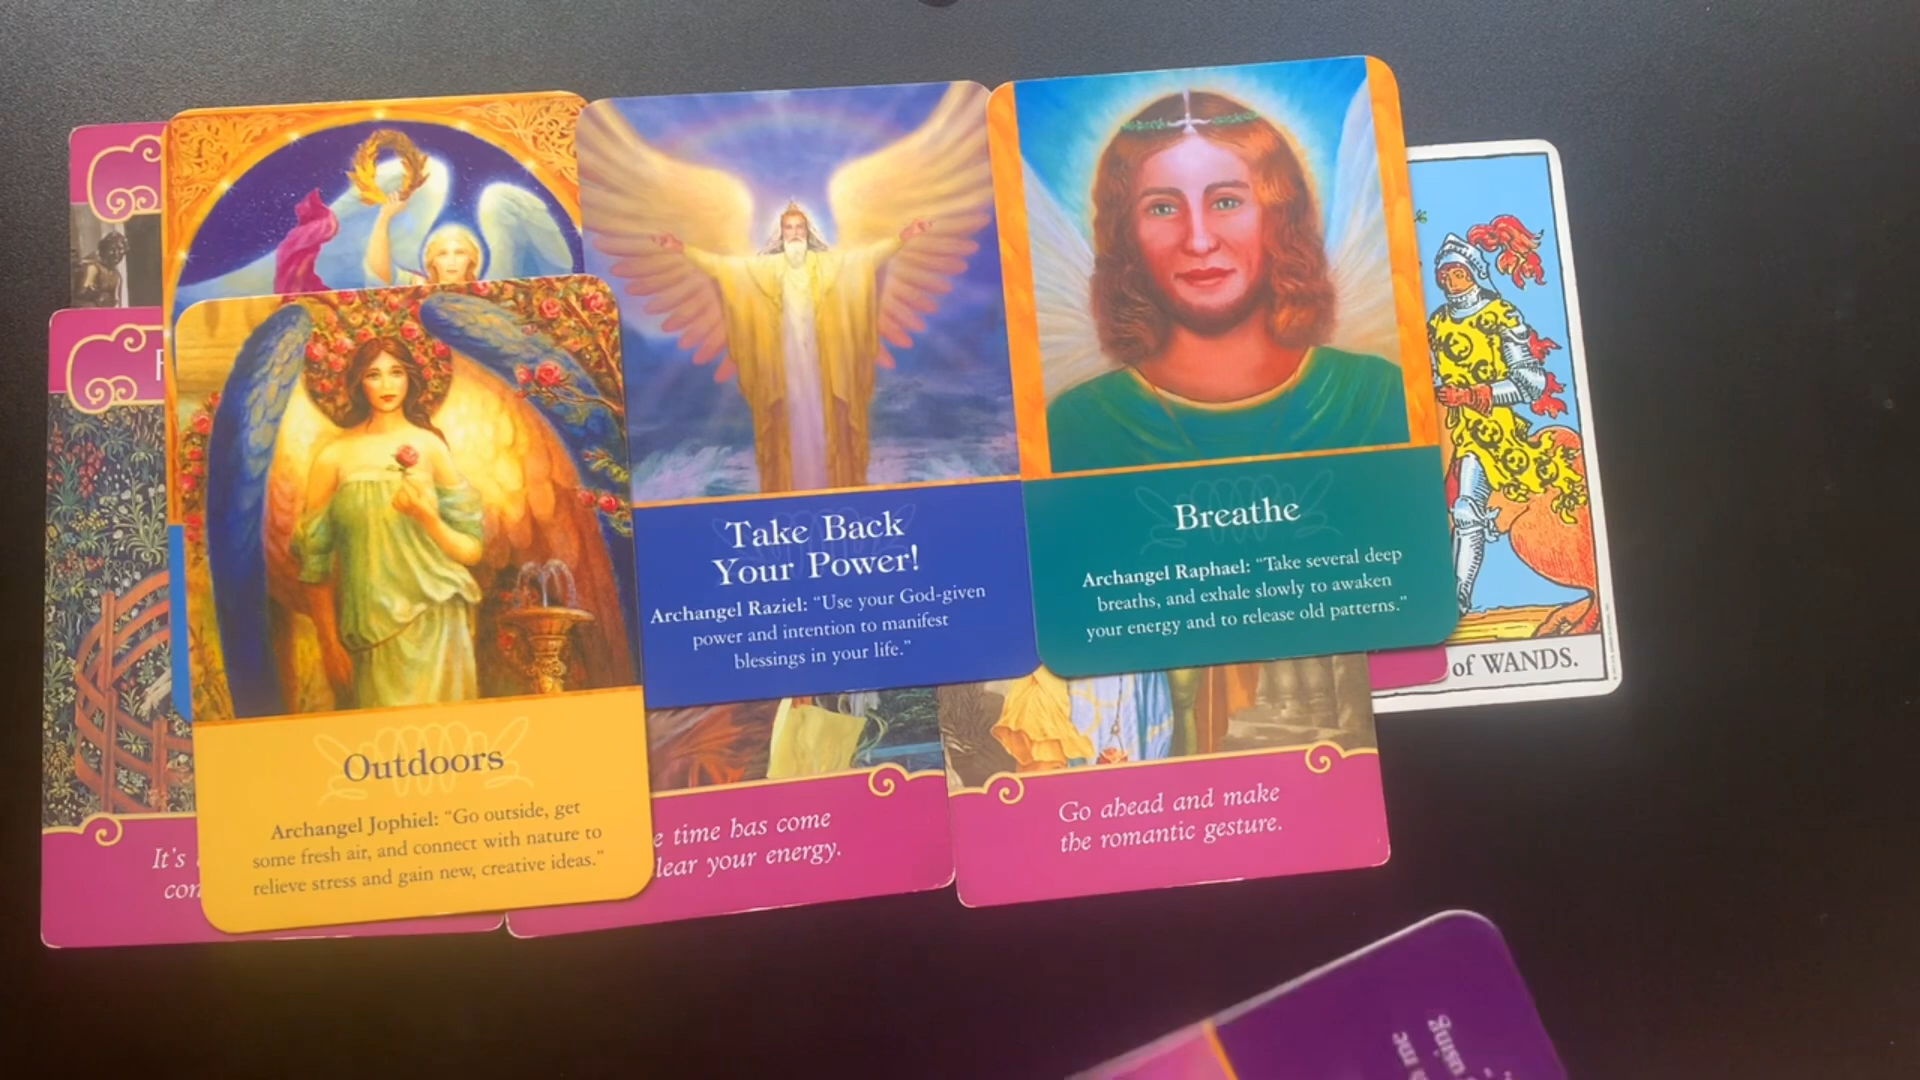 Take Back
Your Power!
Archangel Raziel: “Use your God-given
power and intention to manifest
blessings in your life.”
Breathe
Archangel Raphael: “Take several deep
breaths, and exhale slowly to awaken
your energy and to release old patterns.”
of WANDS.
Outdoors
Archangel Jophiel: “Go outside, get
some fresh air, and connect with nature to
relieve stress and gain new, creative ideas.”
It's
time has come
your energy.
Go ahead and make
the romantic gesture.
using
me